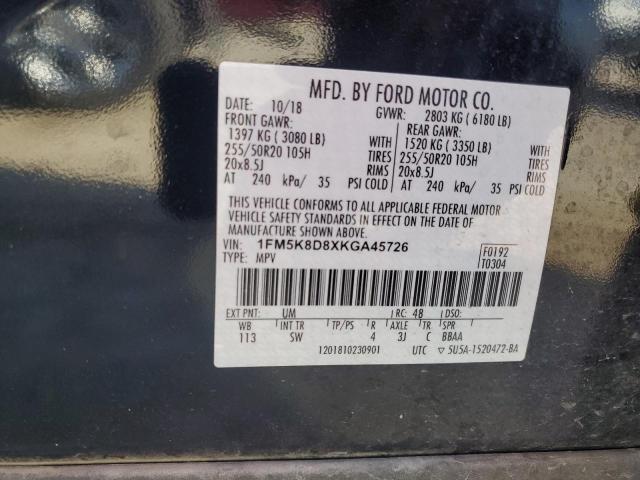 MFD. BY FORD MOTOR CO.
DATE: 10/18 GVWR: 2803 KG ( 6180 LB)
FRONT GAWR: REAR GAWR:
1397 KG ( 3080 LB) 1520 KG ( 3350 LB)
255/50R20 105H TIRES 255/50R20 105H TIRES
20x8.5J RIMS 20x8.5J RIMS
AT 240 kPa/ 35 PSI COLD AT 240 kPa/ 35 PSI COLD
THIS VEHICLE CONFORMS TO ALL APPLICABLE FEDERAL MOTOR
VEHICLE SAFETY STANDARDS IN EFFECT ON THE DATE OF
MANUFACTURE SHOWN ABOVE.
VIN: 1FM5K8D8XKGA45726 F0192
TYPE: MPV T0304
EXT PNT: UM RC: 48 DSO:
WB INT TR TP/PS R AXLE TR SPR
113 SW 4 3J C BBAA
1201810230901 UTC ▽ 5U5A-1520472-BA